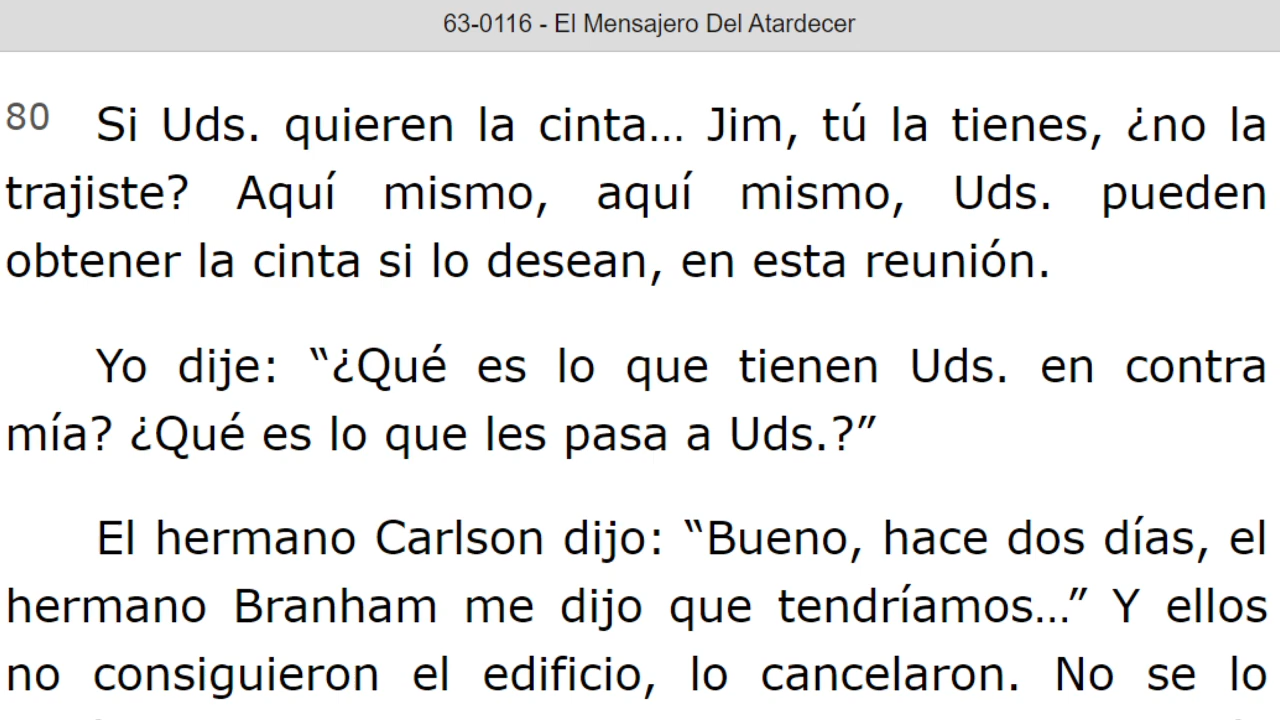 63-0116 - El Mensajero Del Atardecer
80 Si Uds. quieren la cinta… Jim, tú la tienes, ¿no la
trajiste? Aquí mismo, aquí mismo, Uds. pueden
obtener la cinta si lo desean, en esta reunión.
Yo dije: “¿Qué es lo que tienen Uds. en contra
mía? ¿Qué es lo que les pasa a Uds.?”
El hermano Carlson dijo: “Bueno, hace dos días, el
hermano Branham me dijo que tendríamos…” Y ellos
no consiguieron el edificio, lo cancelaron. No se lo